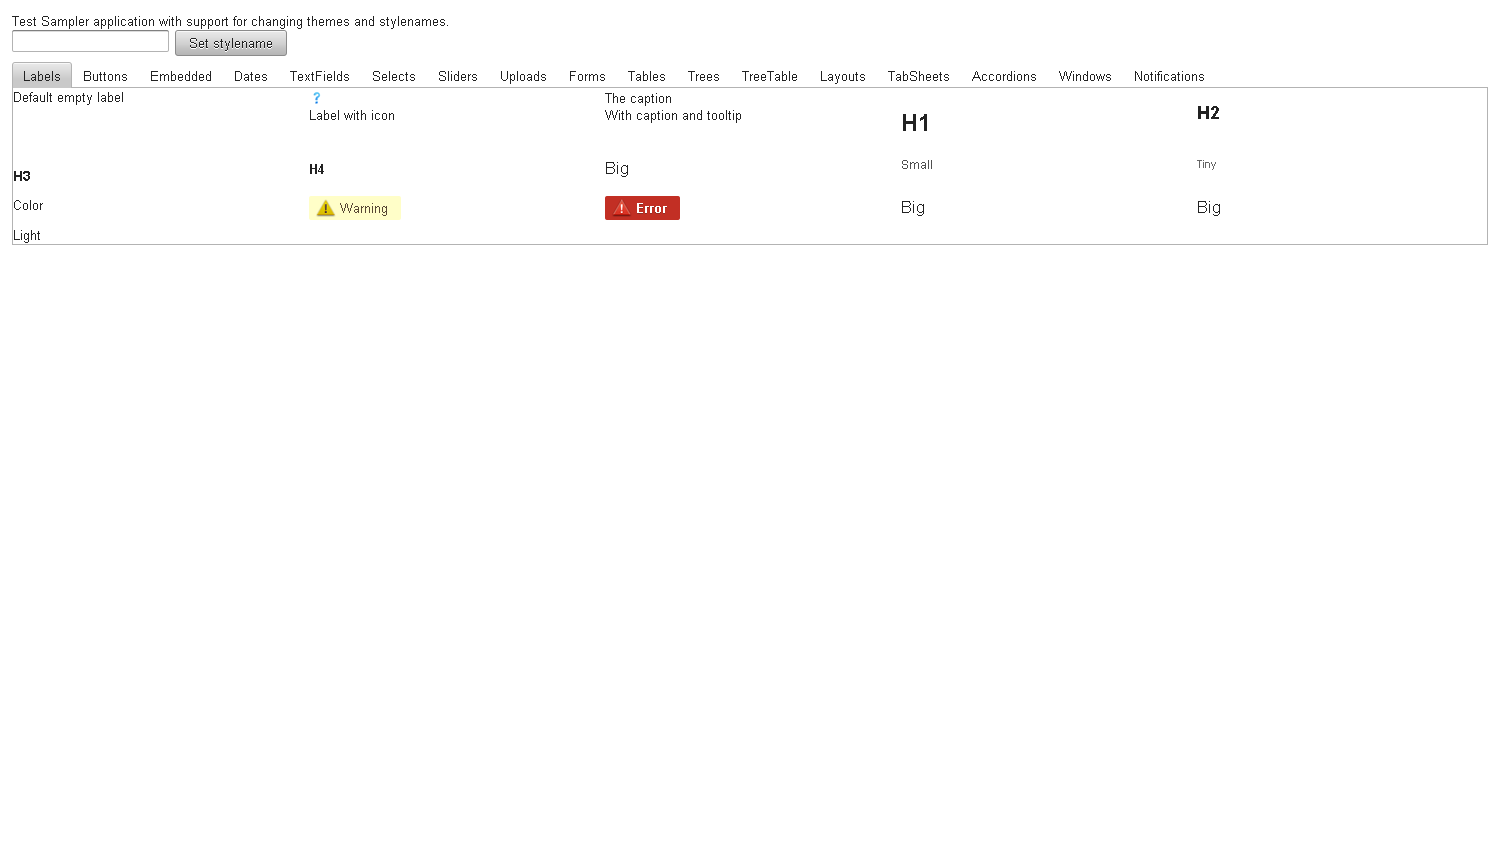 Test Sampler application with support for changing themes and stylenames.
Set stylename
Labels Buttons Embedded Dates TextFields Selects Sliders Uploads Forms Tables Trees TreeTable Layouts TabSheets Accordions Windows Notifications
Default empty label
Label with icon
The caption
With caption and tooltip
H1
H2
H3
H4
Big
Small
Tiny
Color
Warning
Error
Big
Big
Light